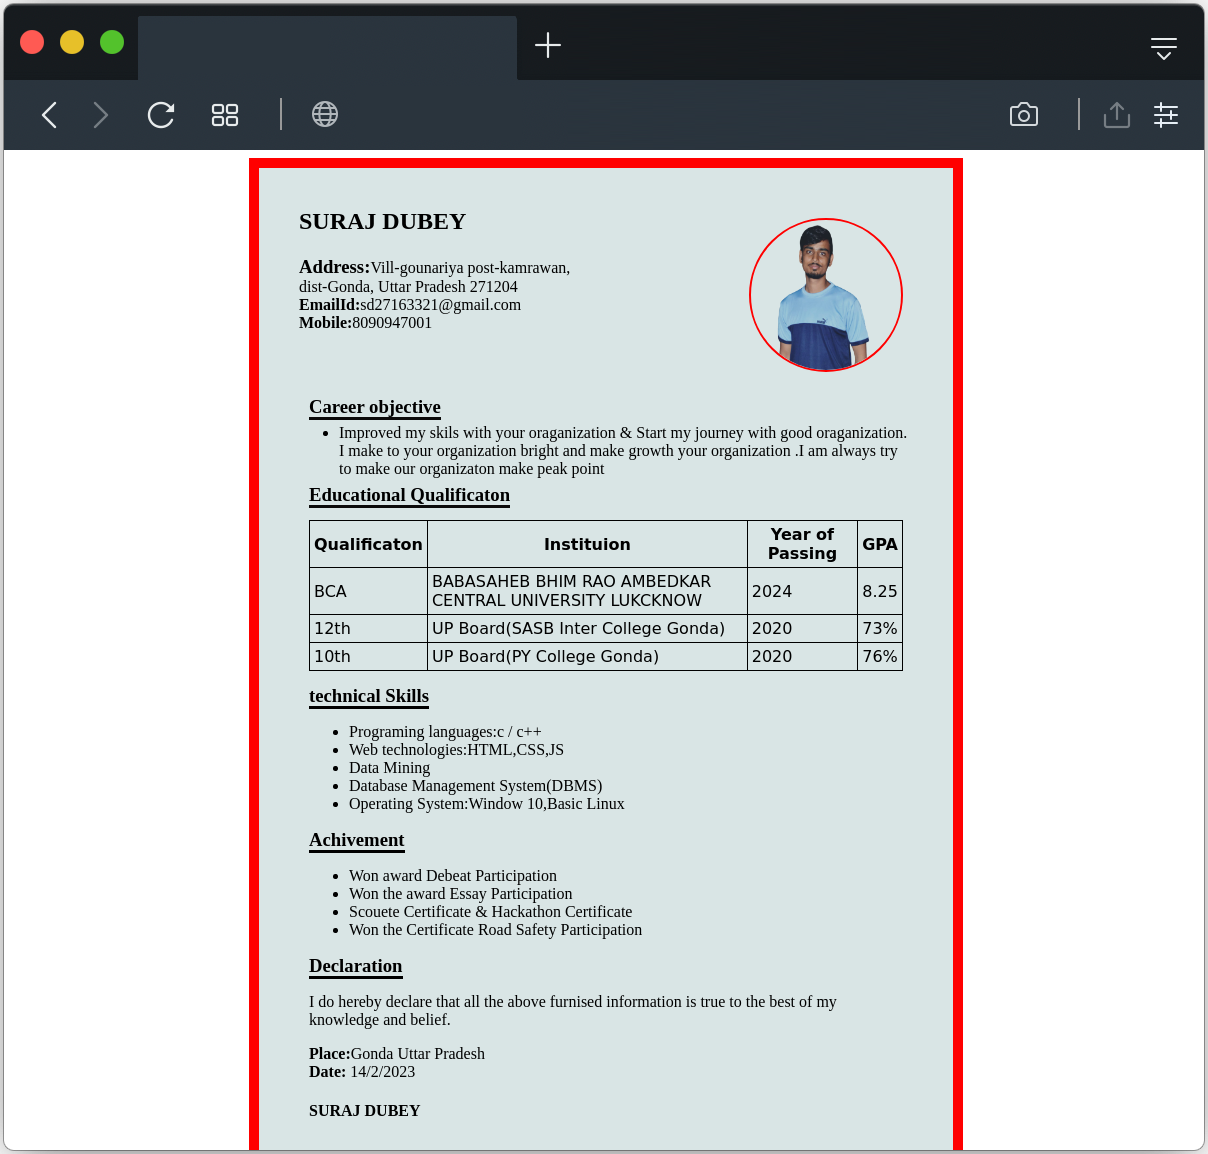 SURAJ DUBEY
Address:Vill-gounariya post-kamrawan,
dist-Gonda, Uttar Pradesh 271204
EmailId:sd27163321@gmail.com
Mobile:8090947001
Career objective
• Improved my skils with your oraganization & Start my journey with good oraganization.
I make to your organization bright and make growth your organization .I am always try
to make our organizaton make peak point
Educational Qualificaton
Qualificaton Instituion Year of Passing GPA
BCA BABASAHEB BHIM RAO AMBEDKAR CENTRAL UNIVERSITY LUKCKNOW 2024 8.25
12th UP Board(SASB Inter College Gonda) 2020 73%
10th UP Board(PY College Gonda) 2020 76%
technical Skills
• Programing languages:c / c++
• Web technologies:HTML,CSS,JS
• Data Mining
• Database Management System(DBMS)
• Operating System:Window 10,Basic Linux
Achivement
• Won award Debeat Participation
• Won the award Essay Participation
• Scouete Certificate & Hackathon Certificate
• Won the Certificate Road Safety Participation
Declaration
I do hereby declare that all the above furnised information is true to the best of my
knowledge and belief.
Place:Gonda Uttar Pradesh
Date: 14/2/2023
SURAJ DUBEY